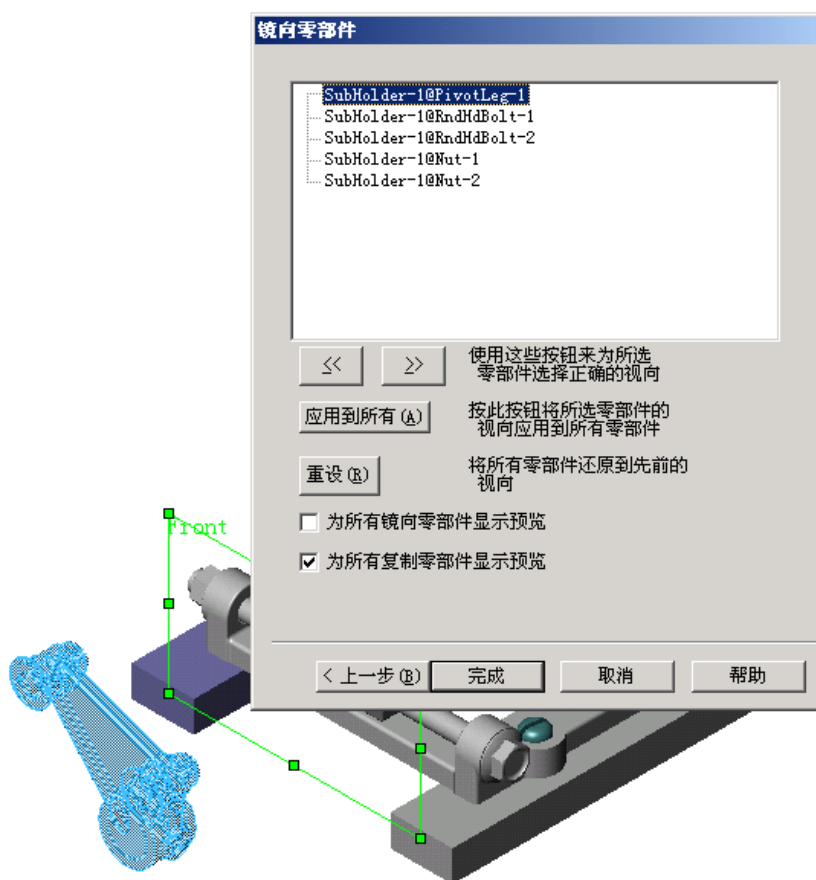 镜向零部件
SubHolder-1@PivotLeg-1
SubHolder-1@RndHdBolt-1
SubHolder-1@RndHdBolt-2
SubHolder-1@Nut-1
SubHolder-1@Nut-2
<< >> 使用这些按钮来为所选
零部件选择正确的视向
应用到所有(A) 按此按钮将所选零部件的
视向应用到所有零部件
重设(R) 将所有零部件还原到先前的
视向
Front
为所有镜向零部件显示预览
为所有复制零部件显示预览
< 上一步(B) 完成 取消 帮助